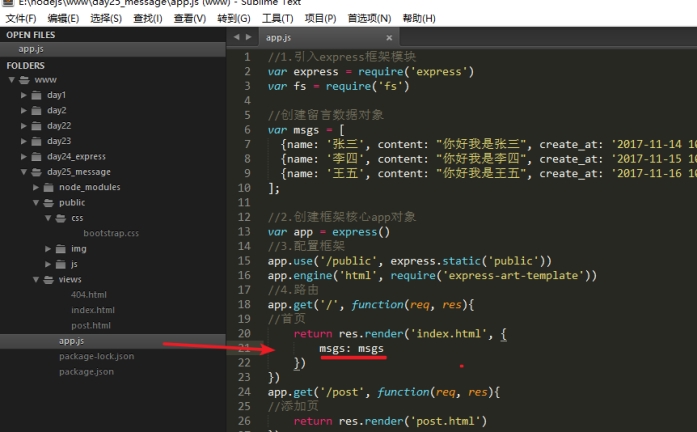 E:\nodejs\www\day25_message\app.js (www) - Sublime Text
文件(F) 编辑(E) 选择(S) 查找(I) 查看(V) 转到(G) 工具(T) 项目(P) 首选项(N) 帮助(H)
OPEN FILES
app.js
FOLDERS
www
day1
day2
day22
day23
day24_express
day25_message
node_modules
public
css
bootstrap.css
img
js
views
404.html
index.html
post.html
app.js
package-lock.json
package.json
app.js
1 //1.引入express框架模块
2 var express = require('express')
3 var fs = require('fs')
4
5 //创建留言数据对象
6 var msgs = [
7 {name: '张三', content: "你好我是张三", create_at: '2017-11-14 10
8 {name: '李四', content: "你好我是李四", create_at: '2017-11-15 10
9 {name: '王五', content: "你好我是王五", create_at: '2017-11-16 10
10 ];
11
12 //2.创建框架核心app对象
13 var app = express()
14 //3.配置框架
15 app.use('/public', express.static('public'))
16 app.engine('html', require('express-art-template'))
17 //4.路由
18 app.get('/', function(req, res){
19 //首页
20 return res.render('index.html', {
21 msgs: msgs
22 })
23 })
24 app.get('/post', function(req, res){
25 //添加页
26 return res.render('post.html')
27 })